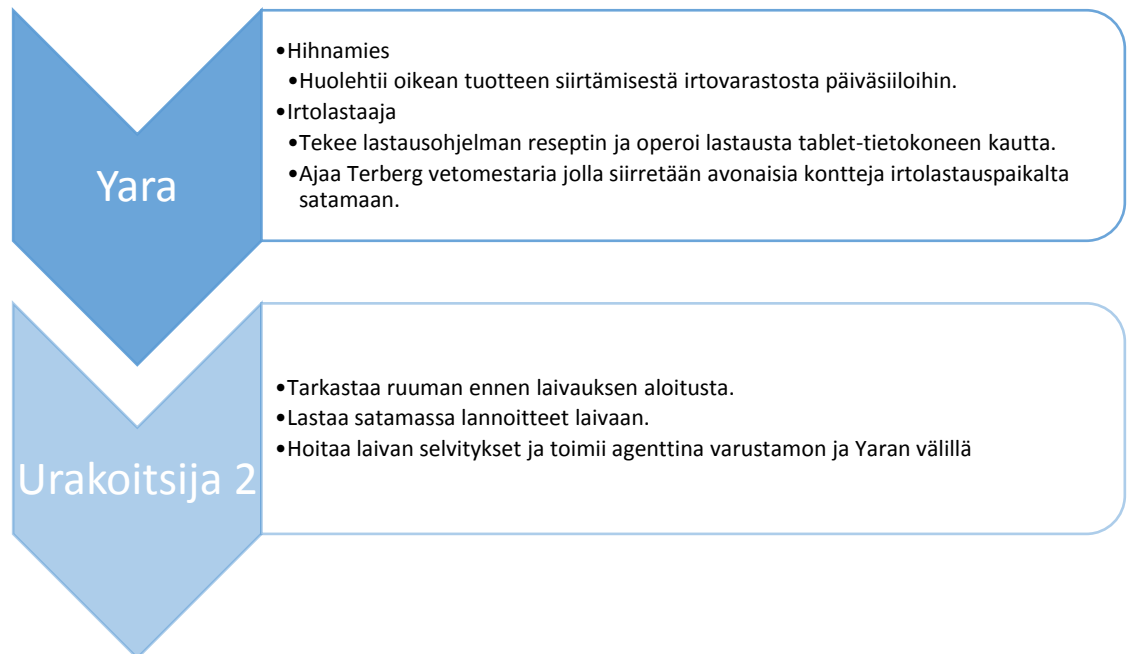 Yara
•Hihnamies
•Huolehtii oikean tuotteen siirtämisestä irtovarastosta päiväsiiloihin.
•Irtolastaaja
•Tekee lastausohjelman reseptin ja operoi lastausta tablet-tietokoneen kautta.
•Ajaa Terberg vetomestaria jolla siirretään avonaisia kontteja irtolastauspaikalta
satamaan.
Urakoitsija 2
•Tarkastaa ruuman ennen laivauksen aloitusta.
•Lastaa satamassa lannoitteet laivaan.
•Hoitaa laivan selvitykset ja toimii agenttina varustamon ja Yaran välillä